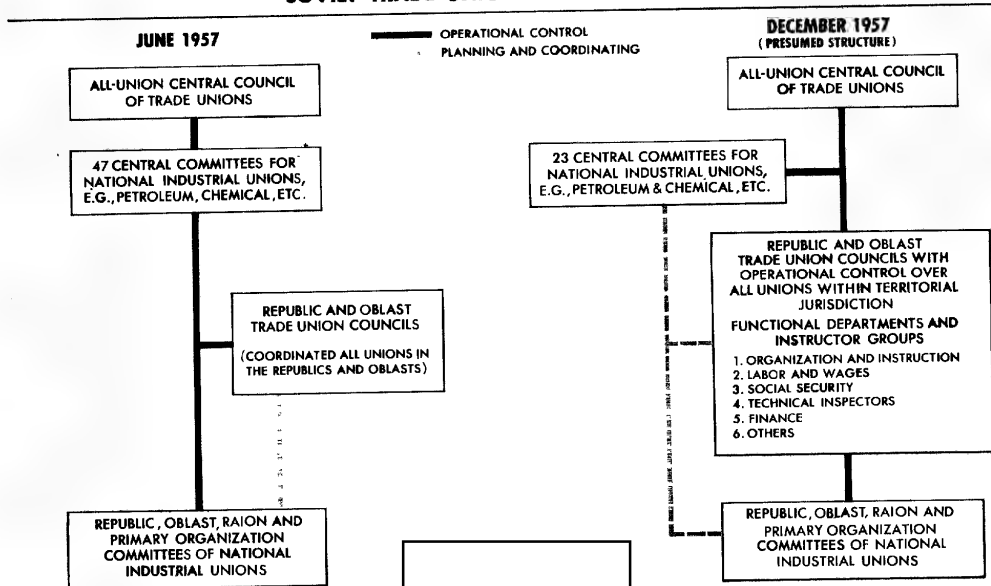 JUNE 1957
OPERATIONAL CONTROL
PLANNING AND COORDINATING
DECEMBER 1957
(PRESUMED STRUCTURE)
ALL-UNION CENTRAL COUNCIL
OF TRADE UNIONS
47 CENTRAL COMMITTEES FOR
NATIONAL INDUSTRIAL UNIONS,
E.G., PETROLEUM, CHEMICAL, ETC.
REPUBLIC AND OBLAST
TRADE UNION COUNCILS
(COORDINATED ALL UNIONS IN
THE REPUBLICS AND OBLASTS)
REPUBLIC, OBLAST, RAION AND
PRIMARY ORGANIZATION
COMMITTEES OF NATIONAL
INDUSTRIAL UNIONS
ALL-UNION CENTRAL COUNCIL
OF TRADE UNIONS
23 CENTRAL COMMITTEES FOR
NATIONAL INDUSTRIAL UNIONS,
E.G., PETROLEUM & CHEMICAL, ETC.
REPUBLIC AND OBLAST
TRADE UNION COUNCILS WITH
OPERATIONAL CONTROL OVER
ALL UNIONS WITHIN TERRITORIAL
JURISDICTION
FUNCTIONAL DEPARTMENTS AND
INSTRUCTOR GROUPS
1. ORGANIZATION AND INSTRUCTION
2. LABOR AND WAGES
3. SOCIAL SECURITY
4. TECHNICAL INSPECTORS
5. FINANCE
6. OTHERS
REPUBLIC, OBLAST, RAION AND
PRIMARY ORGANIZATION
COMMITTEES OF NATIONAL
INDUSTRIAL UNIONS